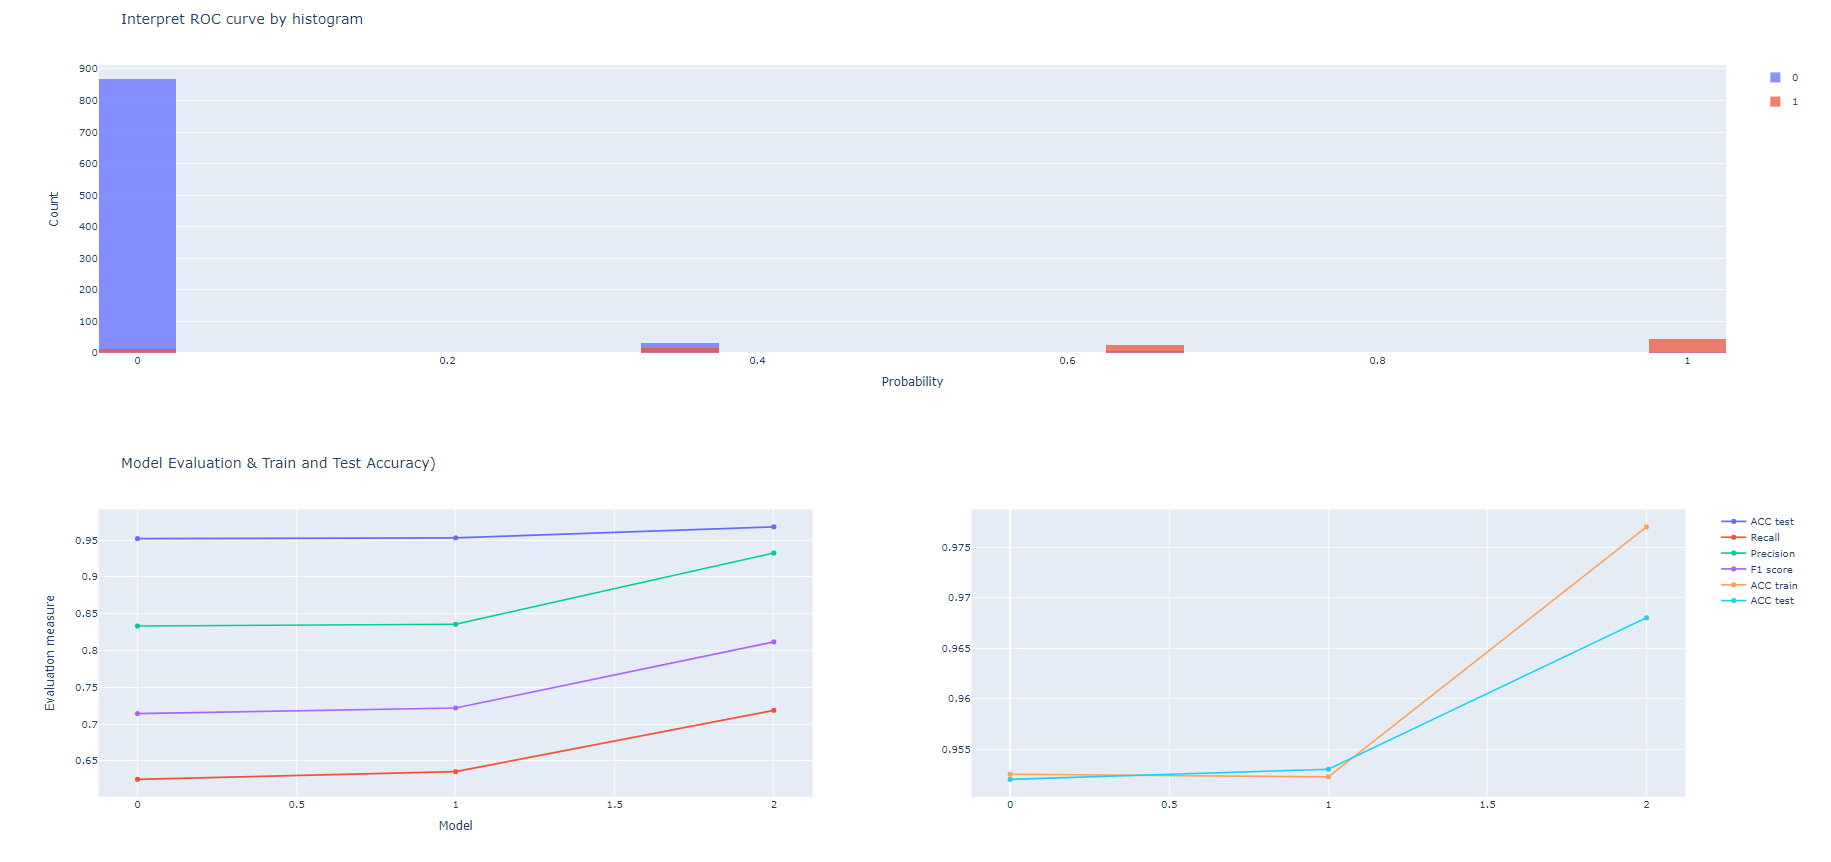 Interpret ROC curve by histogram
900
800
700
600
500
400
300
200
100
0
Count
0 0.2 0.4 0.6 0.8 1
Probability
0
1
Model Evaluation & Train and Test Accuracy)
0.95
0.9
0.85
0.8
0.75
0.7
0.65
Evaluation measure
0 0.5 1 1.5 2
Model
0.975
0.97
0.965
0.96
0.955
0 0.5 1 1.5 2
ACC test
Recall
Precision
F1 score
ACC train
ACC test